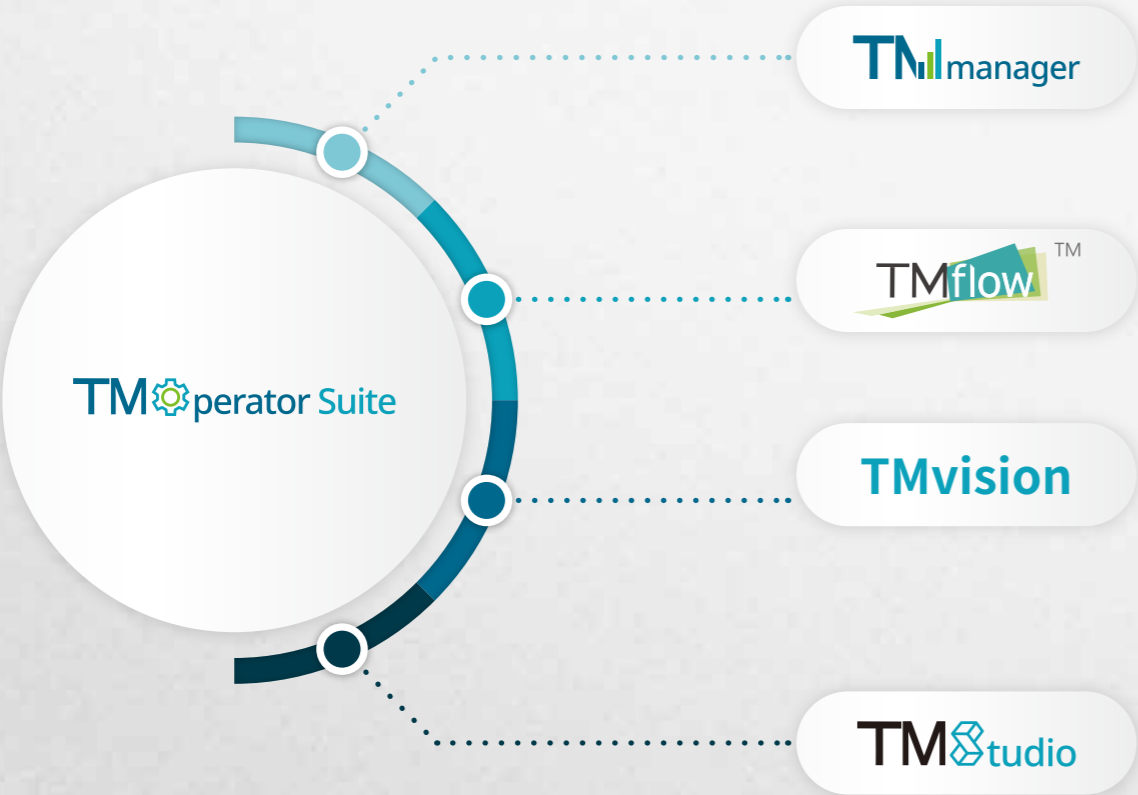 TMmanager
TMflow™
TMOperator Suite
TMvision
TMStudio